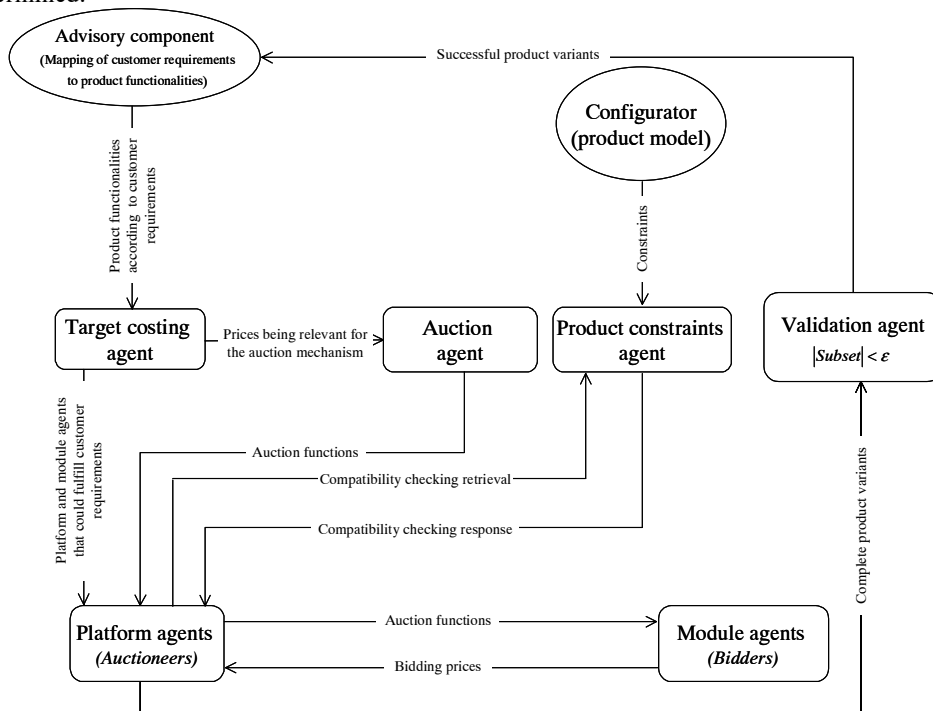 Advisory component
(Mapping of customer requirements
to product functionalities)
Successful product variants
Configurator
(product model)
Product functionalities
according to customer
requirements
Constraints
Target costing
agent
Prices being relevant for
the auction mechanism
Auction
agent
Product constraints
agent
Validation agent
|Subset| < ε
Platform and module agents
that could fulfill customer
requirements
Auction functions
Compatibility checking retrieval
Compatibility checking response
Complete product variants
Platform agents
(Auctioneers)
Auction functions
Bidding prices
Module agents
(Bidders)